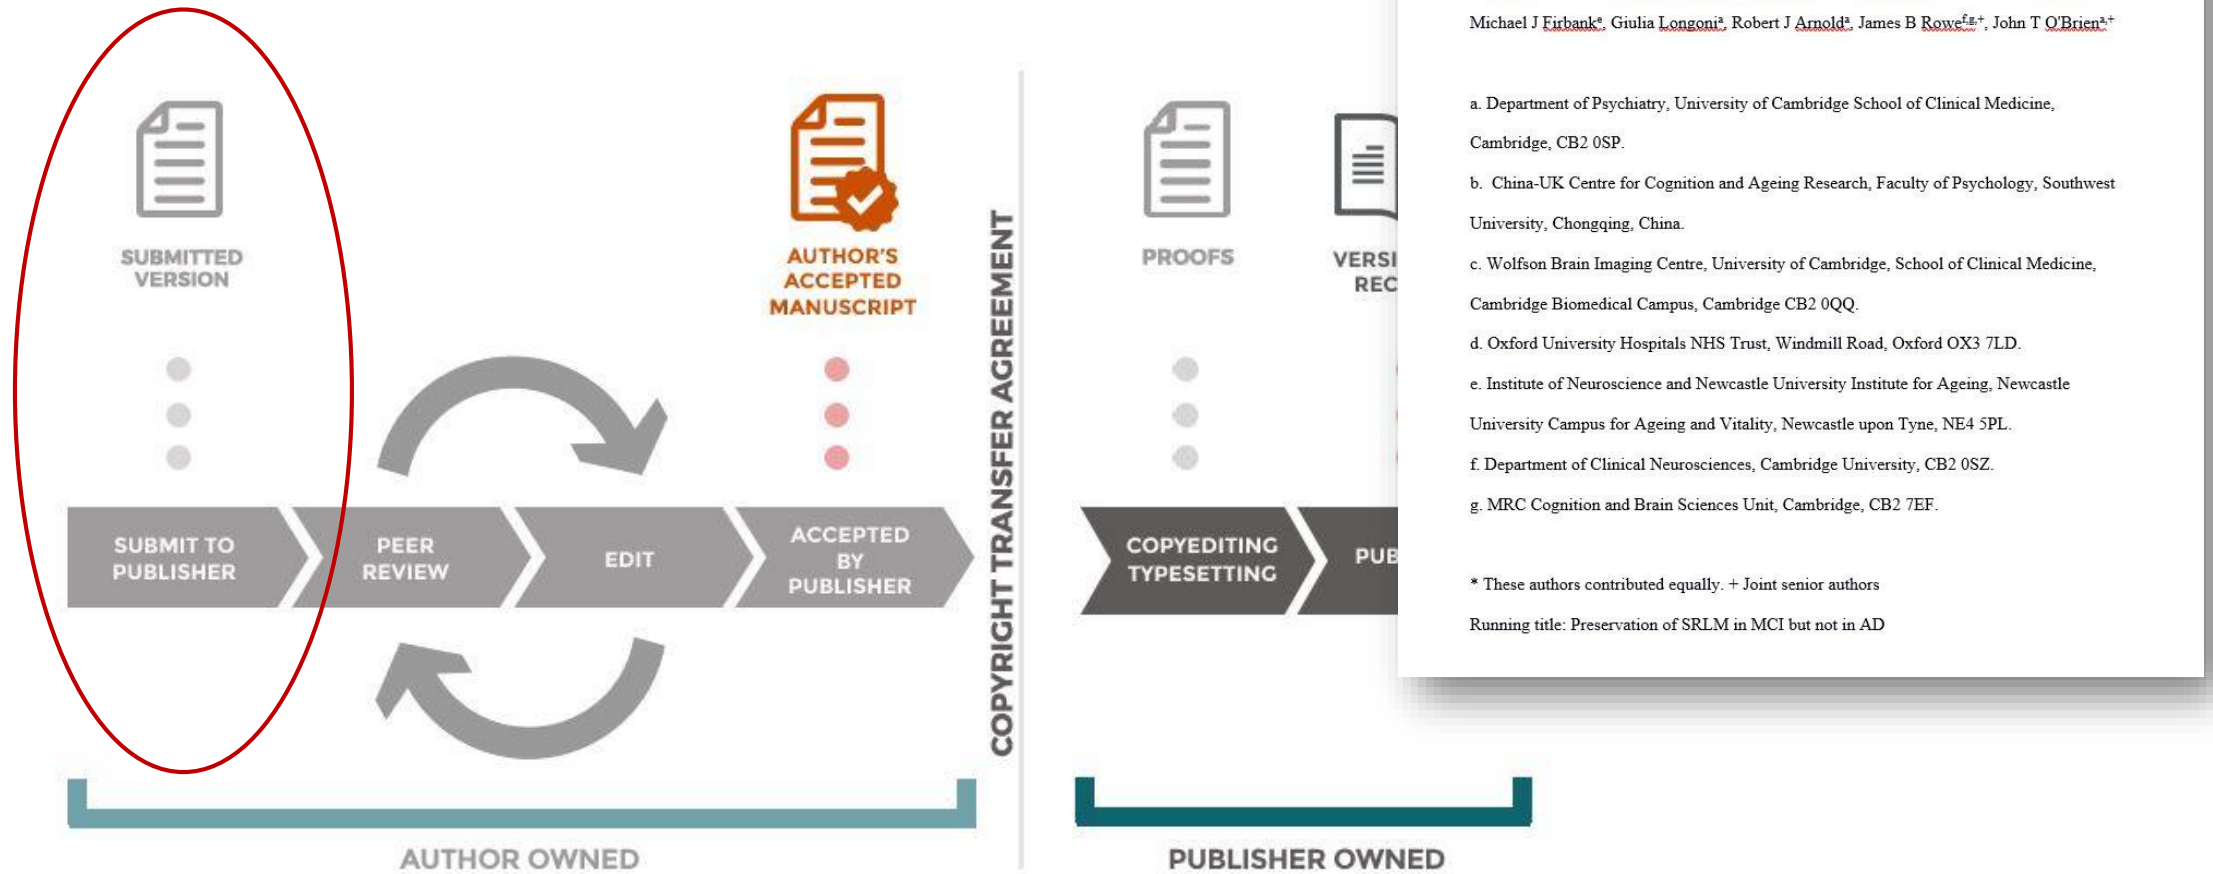 SUBMITTED
VERSION
AUTHOR'S
ACCEPTED
MANUSCRIPT
SUBMIT TO
PUBLISHER
PEER
REVIEW
EDIT
ACCEPTED
BY
PUBLISHER
AUTHOR OWNED
COPYRIGHT TRANSFER AGREEMENT
PROOFS
COPYEDITING
TYPESETTING
PUBLISHER OWNED
Michael J Firbankᵉ, Giulia Longoniᵃ, Robert J Arnoldᵃ, James B Roweᶠ,ᵍ,⁺, John T O'Brienᵃ,⁺
a. Department of Psychiatry, University of Cambridge School of Clinical Medicine,
Cambridge, CB2 0SP.
b. China-UK Centre for Cognition and Ageing Research, Faculty of Psychology, Southwest
University, Chongqing, China.
c. Wolfson Brain Imaging Centre, University of Cambridge, School of Clinical Medicine,
Cambridge Biomedical Campus, Cambridge CB2 0QQ.
d. Oxford University Hospitals NHS Trust, Windmill Road, Oxford OX3 7LD.
e. Institute of Neuroscience and Newcastle University Institute for Ageing, Newcastle
University Campus for Ageing and Vitality, Newcastle upon Tyne, NE4 5PL.
f. Department of Clinical Neurosciences, Cambridge University, CB2 0SZ.
g. MRC Cognition and Brain Sciences Unit, Cambridge, CB2 7EF.
* These authors contributed equally. + Joint senior authors
Running title: Preservation of SRLM in MCI but not in AD